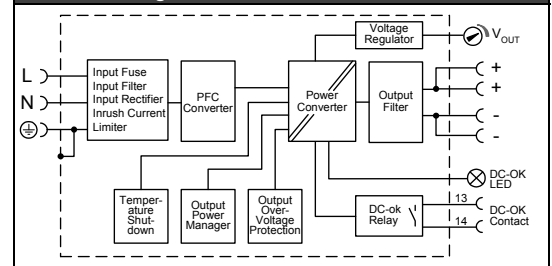 Voltage
Regulator
V
OUT
L
N
Input Fuse
Input Filter
Input Rectifier
Inrush Current
Limiter
PFC
Converter
Power
Converter
Output
Filter
+
+
-
-
DC-OK
LED
Temper-
ature
Shut-
down
Output
Power
Manager
Output
Over-
Voltage
Protection
DC-ok
Relay
13
14
DC-OK
Contact